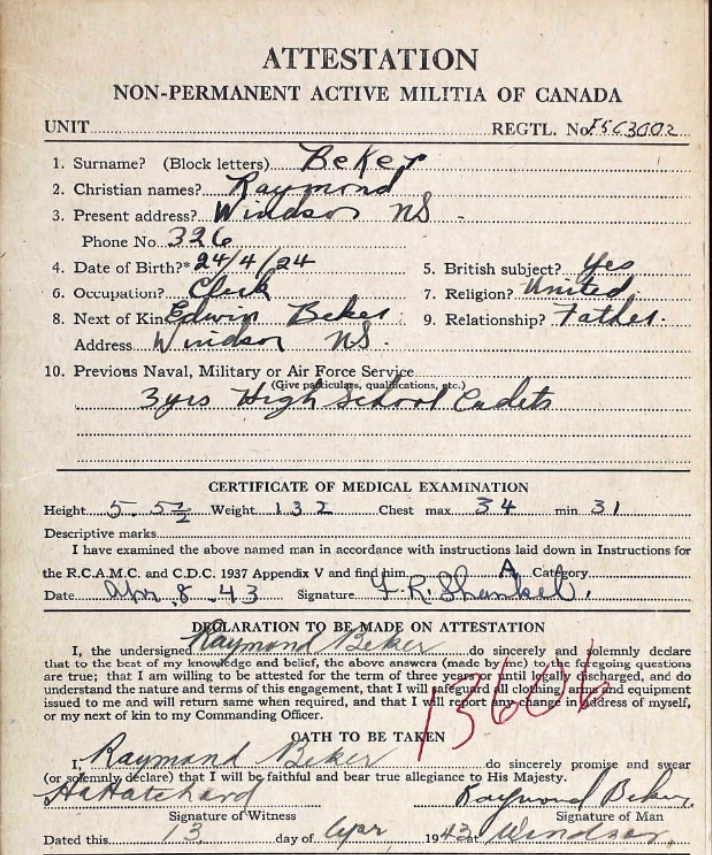 ATTESTATION
NON-PERMANENT ACTIVE MILITIA OF CANADA
UNIT REGTL. No. F5C3002
1. Surname? (Block letters) Beker
2. Christian names? Raymond
3. Present address? Windsor NS
Phone No. 326
4. Date of Birth?* 24/4/24 5. British subject? Yes
6. Occupation? Clerk 7. Religion? United
8. Next of Kin Edwin Beker 9. Relationship? Father.
Address Windsor NS.
10. Previous Naval, Military or Air Force Service
(Give particulars, qualifications, etc.)
3 yrs High School Cadets
CERTIFICATE OF MEDICAL EXAMINATION
Height 5. 5½ Weight 132 Chest max 34 min 31
Descriptive marks
I have examined the above named man in accordance with instructions laid down in Instructions for
the R.C.A.M.C. and C.D.C. 1937 Appendix V and find him A Category
Date Apr. 8. 43 Signature
DECLARATION TO BE MADE ON ATTESTATION
I, the undersigned Raymond Beker do sincerely and solemnly declare
that to the best of my knowledge and belief, the above answers (made by me) to the foregoing questions
are true; that I am willing to be attested for the term of three years until legally discharged, and do
understand the nature and terms of this engagement, that I will safeguard all clothing, arms and equipment
issued to me and will return same when required, and that I will report any change in address of myself,
or my next of kin to my Commanding Officer.
13606
OATH TO BE TAKEN
I, Raymond Beker do sincerely promise and swear
(or solemnly declare) that I will be faithful and bear true allegiance to His Majesty.
Raymond Beker.
Signature of Witness Signature of Man
Dated this 13 day of Apr 1943 at Windsor.